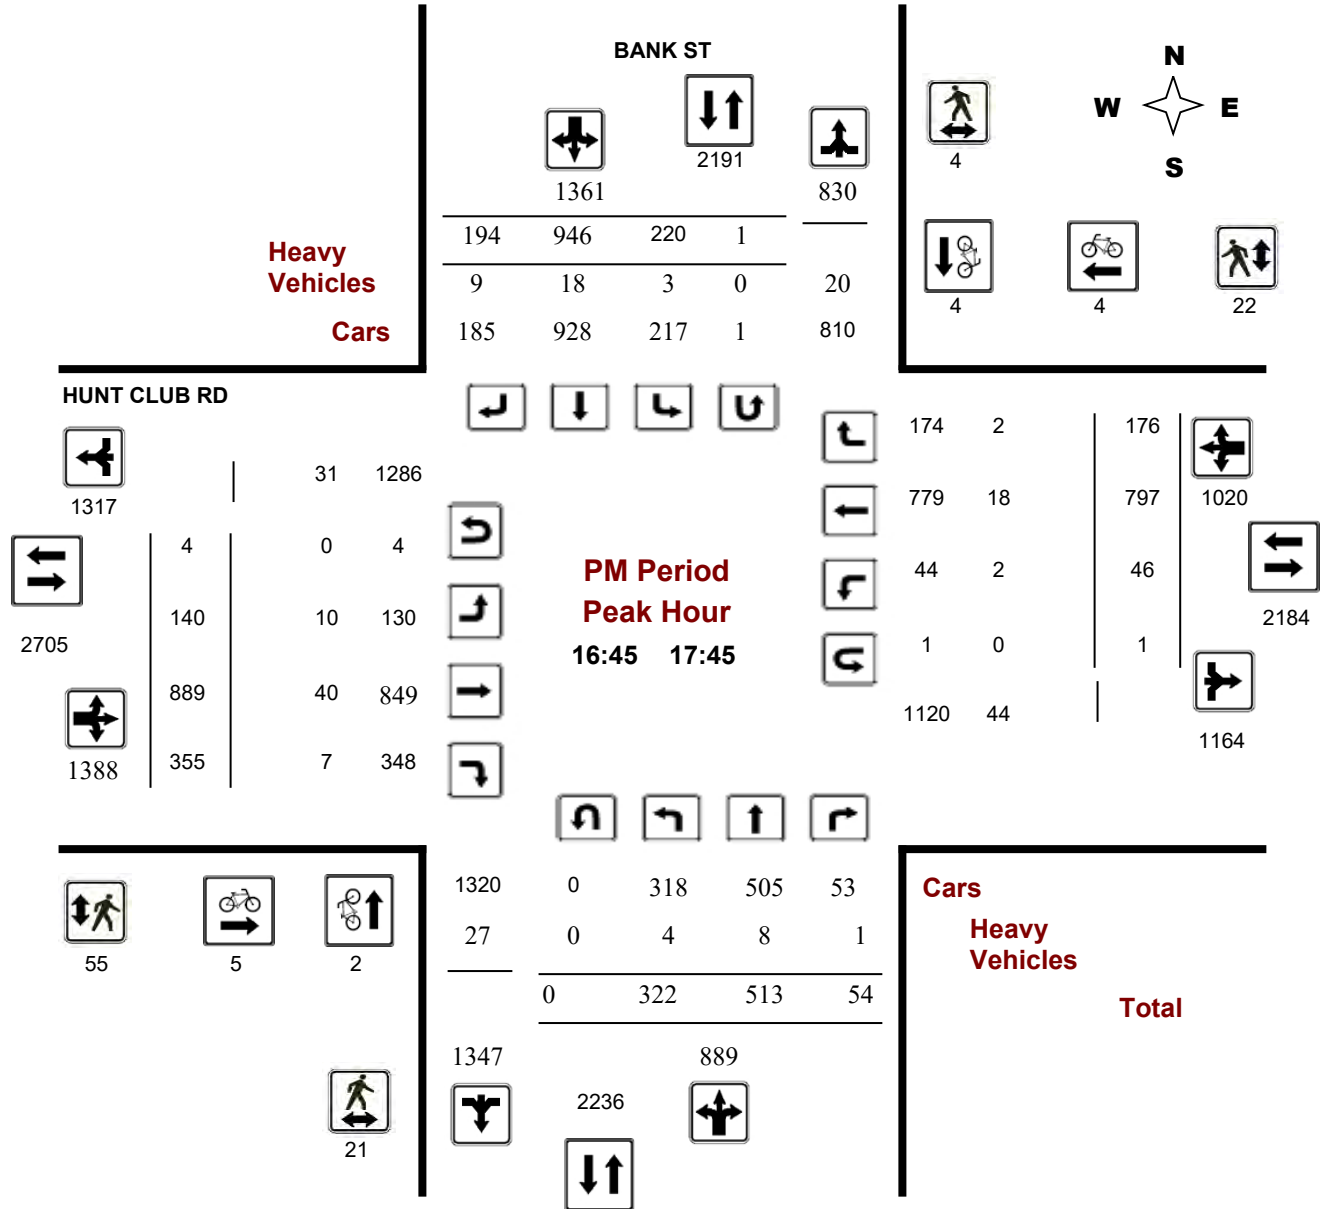 BANK ST
N
W E
S
2191
1361
830
4
194 946 220 1
Heavy
Vehicles
9 18 3 0 20
4 4 22
Cars
185 928 217 1 810
HUNT CLUB RD
174 2 176
31 1286
1317
779 18 797 1020
4 0 4
PM Period
44 2 46
140 10 130
Peak Hour
2184
2705
16:45 17:45
1 0 1
889 40 849
1120 44
1164
1388 355 7 348
1320 0 318 505 53
Cars
27 0 4 8 1
Heavy
Vehicles
55 5 2
0 322 513 54
Total
1347 889
2236
21